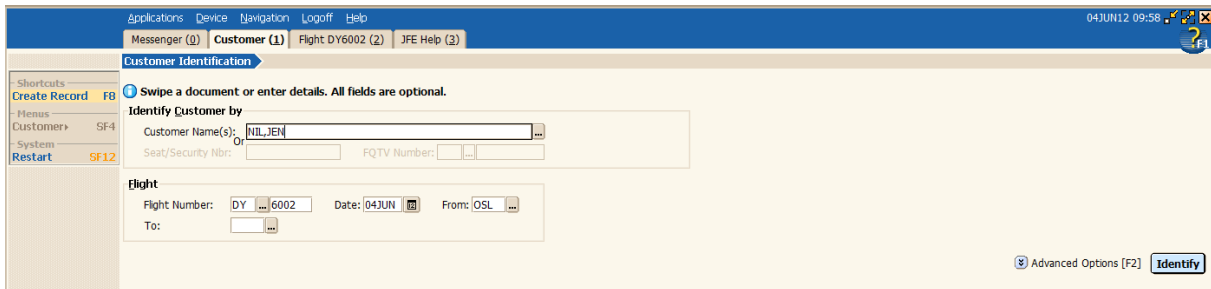 Applications Device Navigation Logoff Help 04JUN12 09:58
Messenger (0) Customer (1) Flight DY6002 (2) JFE Help (3)
?F1
Customer Identification
Shortcuts
Create Record F8
Menus
Customer SF4
System
Restart SF12
Swipe a document or enter details. All fields are optional.
Identify Customer by
Customer Name(s): NIL,JEN ...
Or
Seat/Security Nbr: FQTV Number: ...
Flight
Flight Number: DY ... 6002 Date: 04JUN From: OSL ...
To: ...
Advanced Options [F2] Identify